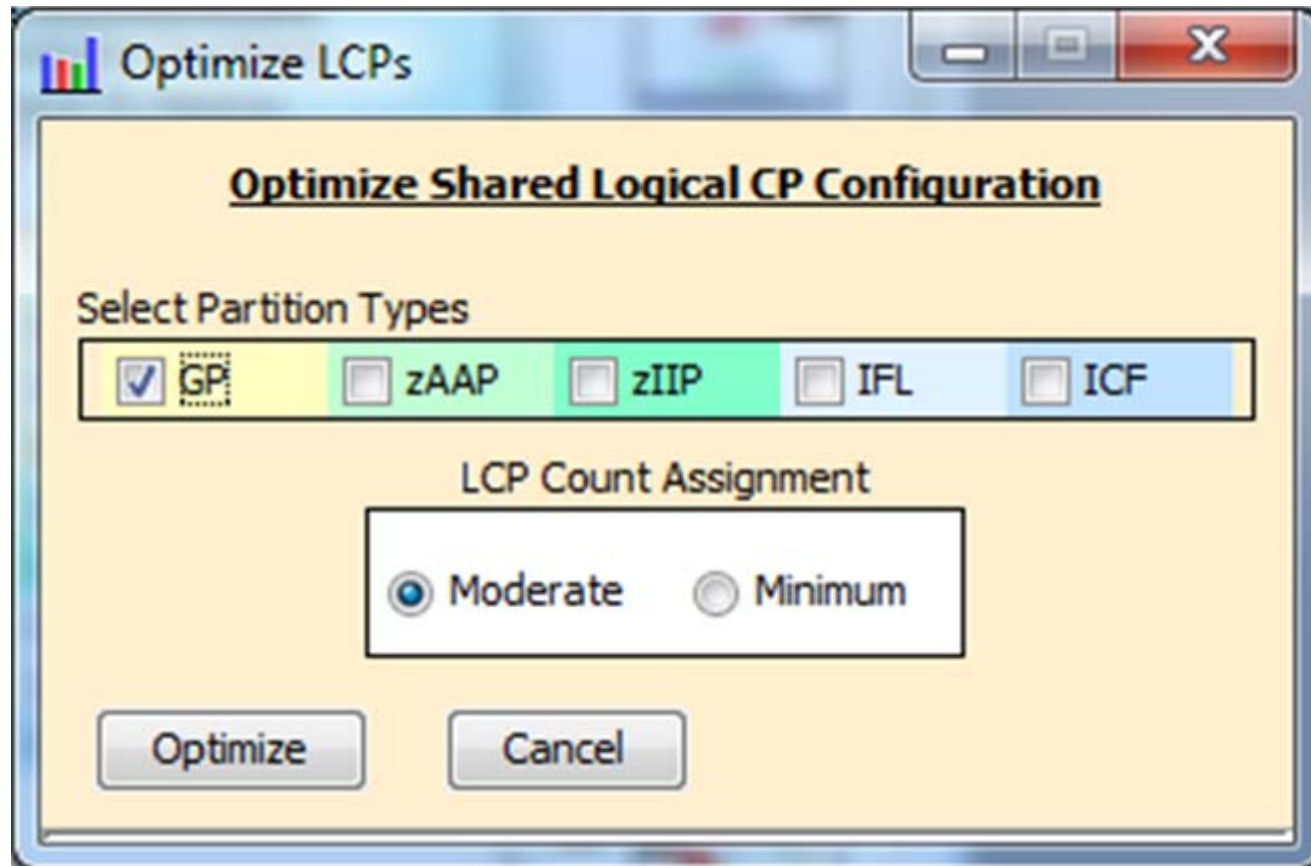 Optimize LCPs
Optimize Shared Logical CP Configuration
Select Partition Types
GP zAAP zIIP IFL ICF
LCP Count Assignment
Moderate Minimum
Optimize Cancel